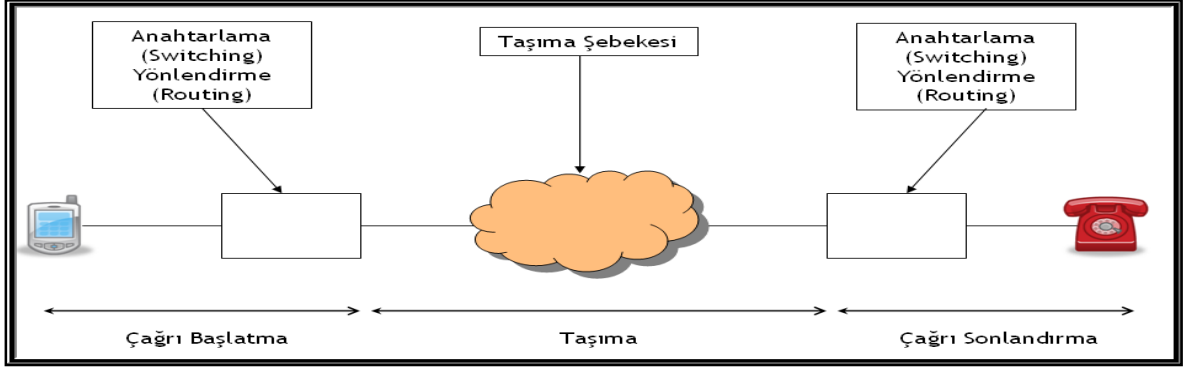 Anahtarlama
(Switching)
Yönlendirme
(Routing)
Taşıma Şebekesi
Anahtarlama
(Switching)
Yönlendirme
(Routing)
Çağrı Başlatma
Taşıma
Çağrı Sonlandırma